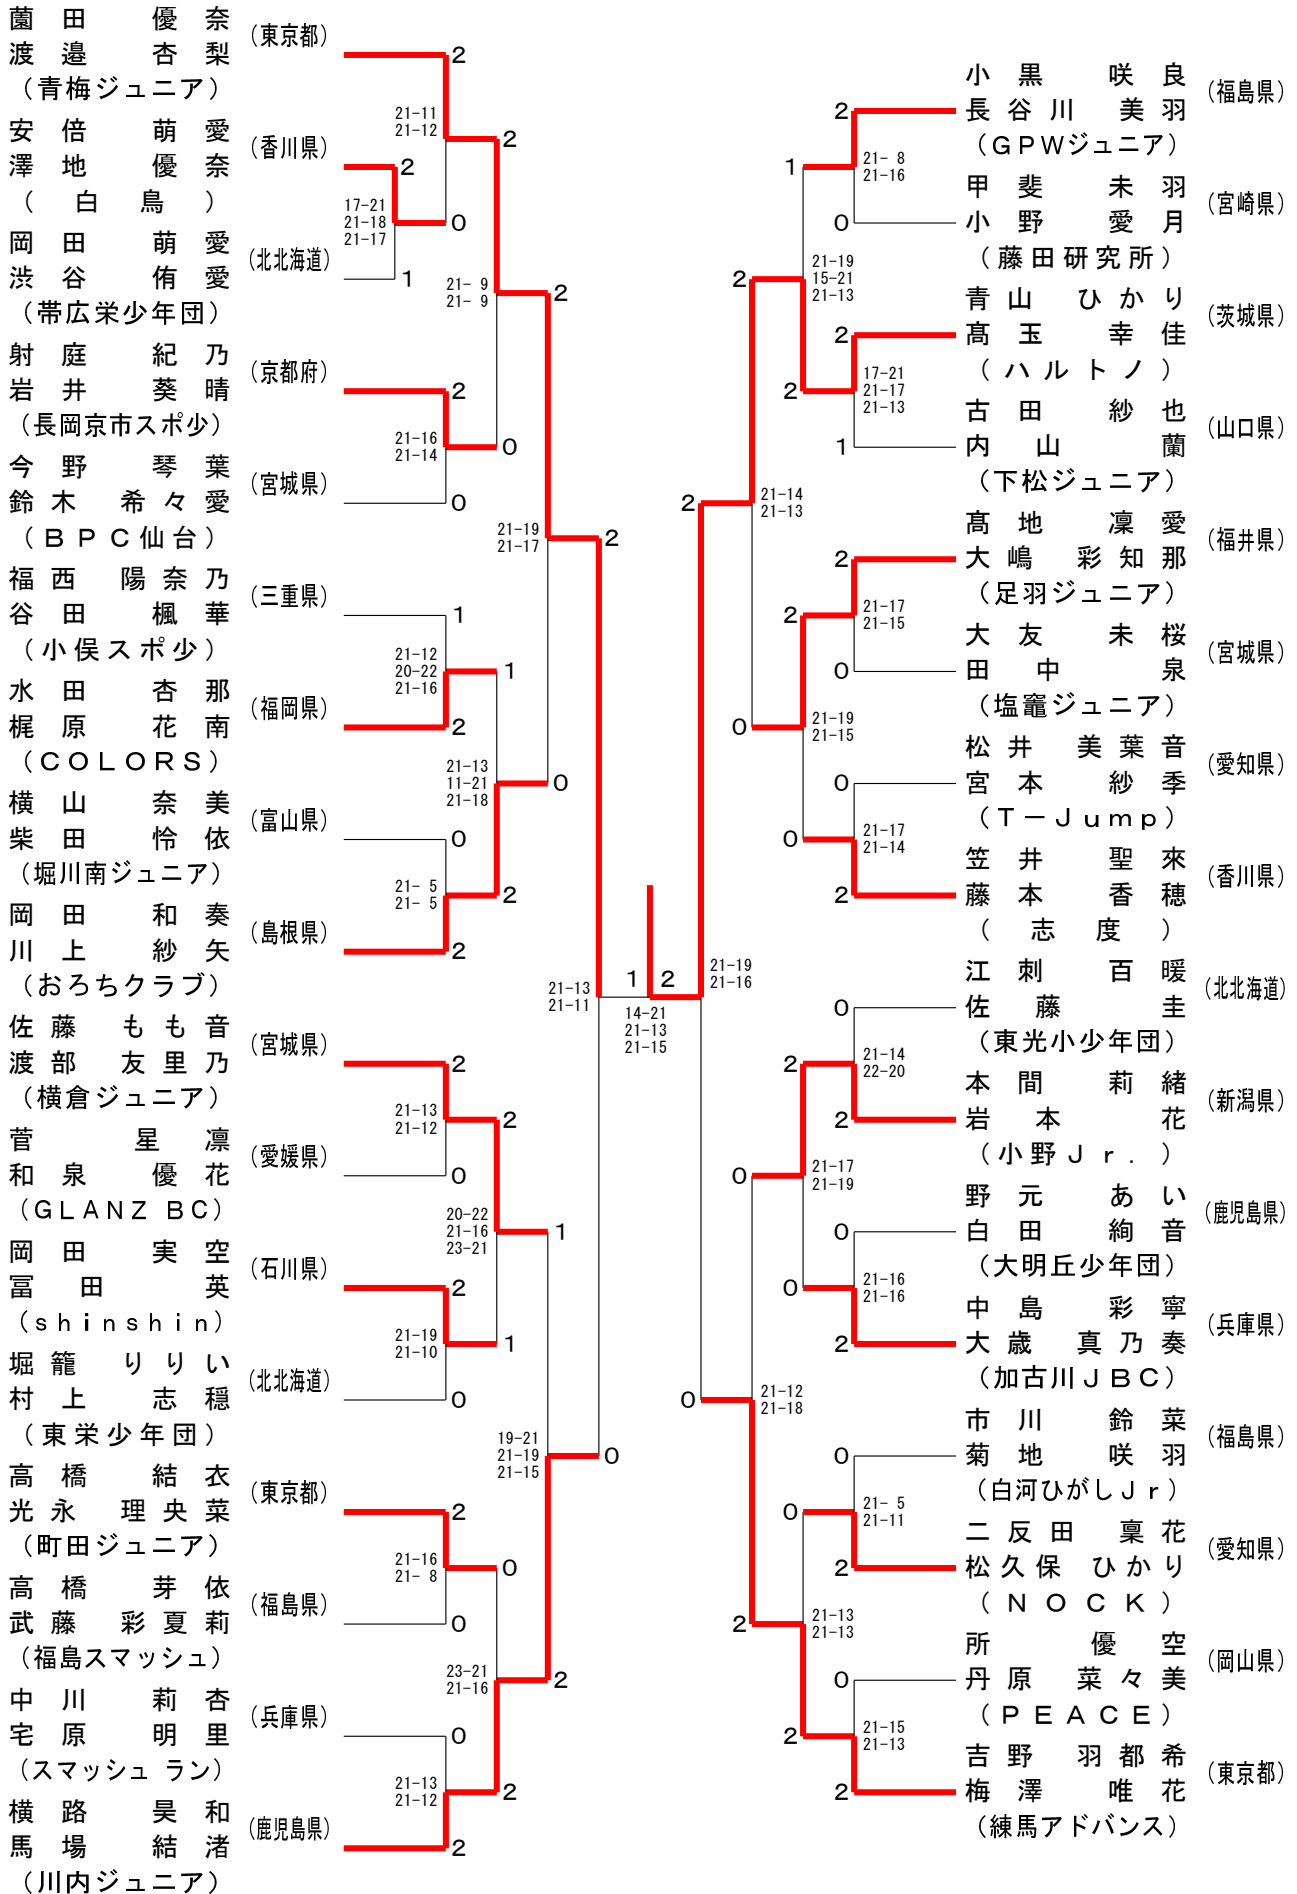 薗田 優奈
渡邉 杏梨
(青梅ジュニア)
(東京都)
2
21-11
21-12
2
安倍 萌愛
澤地 優奈
(白鳥)
(香川県)
2
17-21
21-18
21-17
0
岡田 萌愛
渋谷 侑愛
(帯広栄少年団)
(北北海道)
1
21- 9
21- 9
2
射庭 紀乃
岩井 葵晴
(長岡京市スポ少)
(京都府)
2
21-16
21-14
0
今野 琴葉
鈴木 希々愛
(BPC仙台)
(宮城県)
0
21-19
21-17
2
福西 陽奈乃
谷田 楓華
(小俣スポ少)
(三重県)
1
21-12
20-22
21-16
1
水田 杏那
梶原 花南
(COLORS)
(福岡県)
2
21-13
11-21
21-18
0
横山 奈美
柴田 怜依
(堀川南ジュニア)
(富山県)
0
21- 5
21- 5
2
岡田 和奏
川上 紗矢
(おろちクラブ)
(島根県)
2
21-13
21-11
佐藤 もも音
渡部 友里乃
(横倉ジュニア)
(宮城県)
2
21-13
21-12
2
菅 星凛
和泉 優花
(GLANZ BC)
(愛媛県)
0
20-22
21-16
23-21
1
岡田 実空
冨田 英
(shinshin)
(石川県)
2
21-19
21-10
1
堀籠 りりい
村上 志穏
(東栄少年団)
(北北海道)
0
19-21
21-19
21-15
0
高橋 結衣
光永 理央菜
(町田ジュニア)
(東京都)
2
21-16
21- 8
0
高橋 芽依
武藤 彩夏莉
(福島スマッシュ)
(福島県)
0
23-21
21-16
2
中川 莉杏
宅原 明里
(スマッシュ ラン)
(兵庫県)
0
21-13
21-12
2
横路 昊和
馬場 結渚
(川内ジュニア)
(鹿児島県)
2
1
2
14-21
21-13
21-15
小黒 咲良
長谷川 美羽
(GPWジュニア)
(福島県)
2
1
21- 8
21-16
甲斐 未羽
小野 愛月
(藤田研究所)
(宮崎県)
0
2
21-19
15-21
21-13
青山 ひかり
髙玉 幸佳
(ハルトノ)
(茨城県)
2
2
17-21
21-17
21-13
古田 紗也
内山 蘭
(下松ジュニア)
(山口県)
1
2
21-14
21-13
髙地 凜愛
大嶋 彩知那
(足羽ジュニア)
(福井県)
2
2
21-17
21-15
大友 未桜
田中 泉
(塩竈ジュニア)
(宮城県)
0
0
21-19
21-15
松井 美葉音
宮本 紗季
(T-Jump)
(愛知県)
0
0
21-17
21-14
笠井 聖來
藤本 香穂
(志度)
(香川県)
2
21-19
21-16
江刺 百暖
佐藤 圭
(東光小少年団)
(北北海道)
0
2
21-14
22-20
本間 莉緒
岩本 花
(小野Jr.)
(新潟県)
2
0
21-17
21-19
野元 あい
白田 絢音
(大明丘少年団)
(鹿児島県)
0
0
21-16
21-16
中島 彩寧
大歳 真乃奏
(加古川JBC)
(兵庫県)
2
0
21-12
21-18
市川 鈴菜
菊地 咲羽
(白河ひがしJr)
(福島県)
0
0
21- 5
21-11
二反田 稟花
松久保 ひかり
(NOCK)
(愛知県)
2
2
21-13
21-13
所 優空
丹原 菜々美
(PEACE)
(岡山県)
0
2
21-15
21-13
吉野 羽都希
梅澤 唯花
(練馬アドバンス)
(東京都)
2